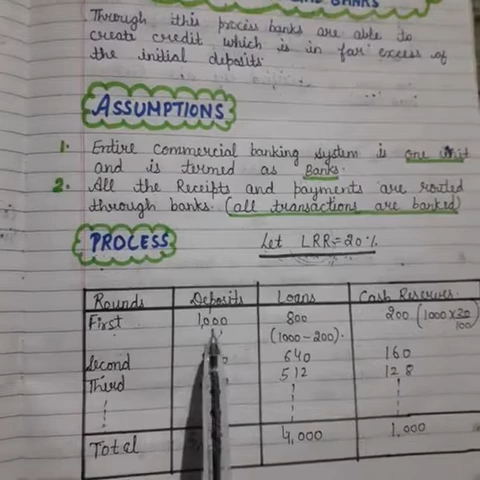 BANKS
Through this process banks are able to
create credit which is in far excess of
the initial deposits
ASSUMPTIONS
1. Entire commercial banking system is one unit
and is termed as Banks.
2. All the Receipts and payments are routed
through banks. (all transactions are banked)
PROCESS Let LRR=20%
Rounds Deposits Loans Cash Reserves.
First 1,000 800 200 (1000×20/100
(1000-200).
Second 640 160
Third 512 128
Total 4,000 1,000